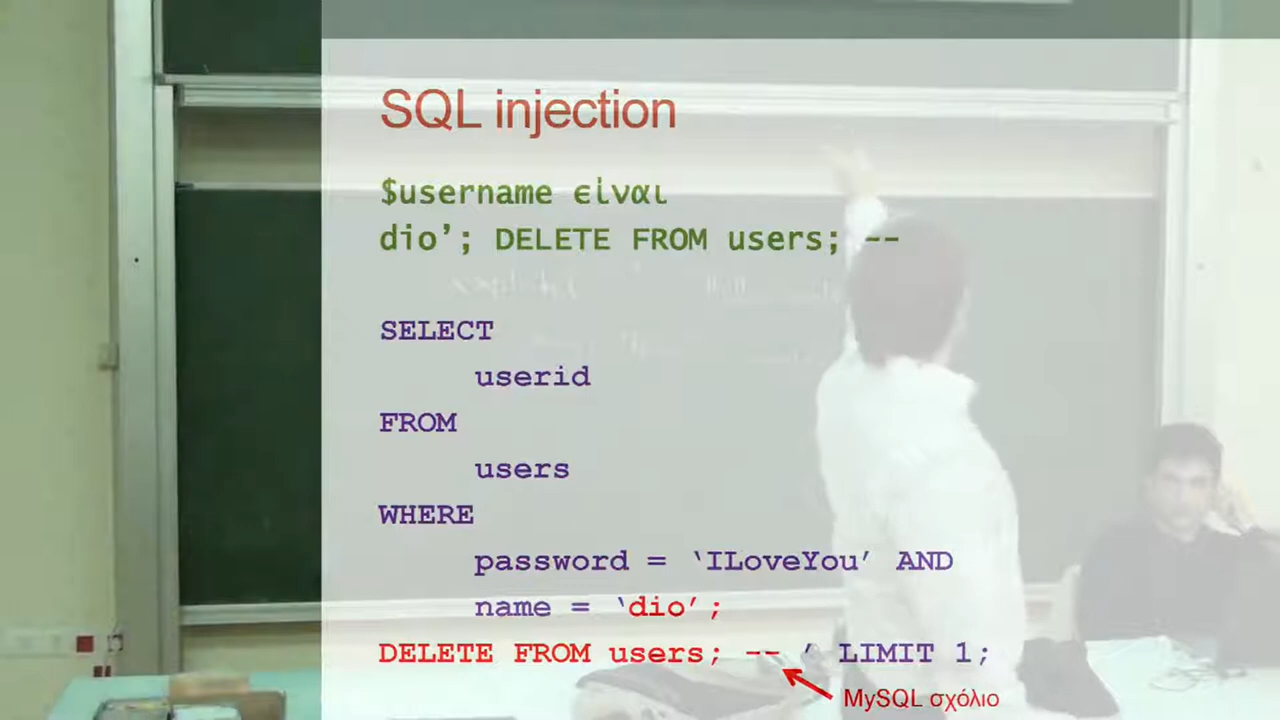 SQL injection
$username είναι
dio’; DELETE FROM users; --
SELECT
userid
FROM
users
WHERE
password = ‘ILoveYou’ AND
name = ‘dio’;
DELETE FROM users; -- ’ LIMIT 1;
MySQL σχόλιο